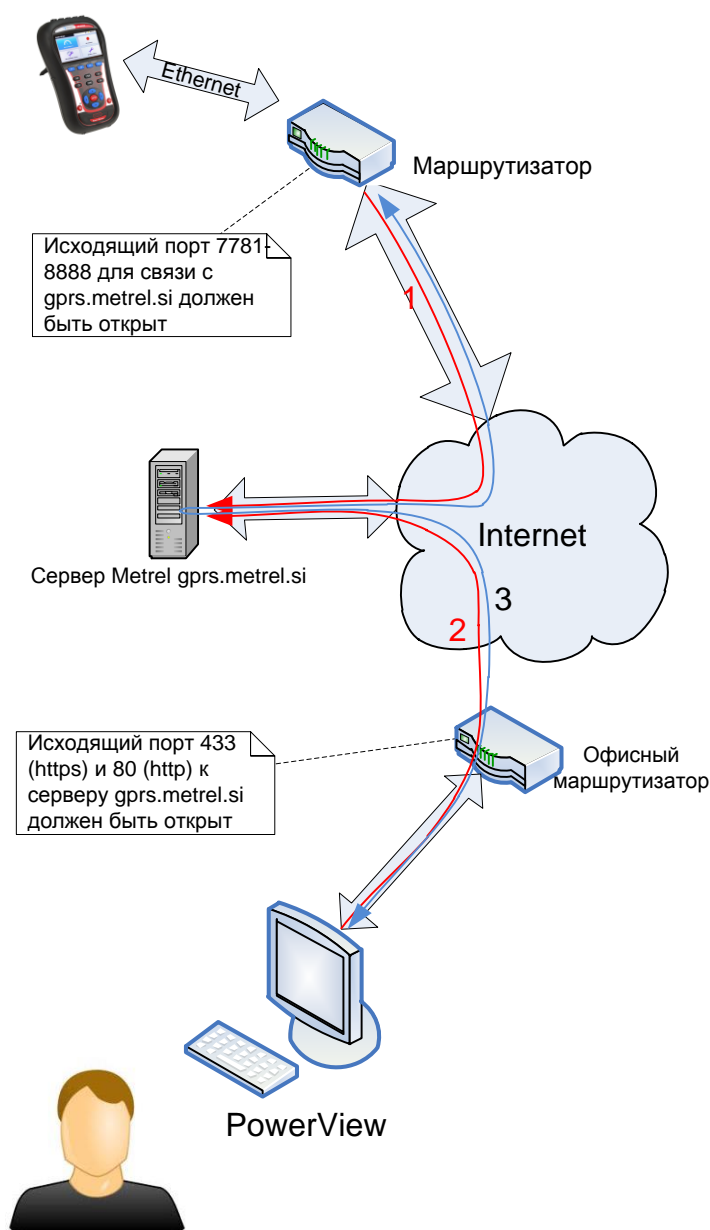 Ethernet
Маршрутизатор
Исходящий порт 7781-
8888 для связи с
gprs.metrel.si должен
быть открыт
1
Internet
Сервер Metrel gprs.metrel.si
3
2
Исходящий порт 433
(https) и 80 (http) к
серверу gprs.metrel.si
должен быть открыт
Офисный
маршрутизатор
PowerView